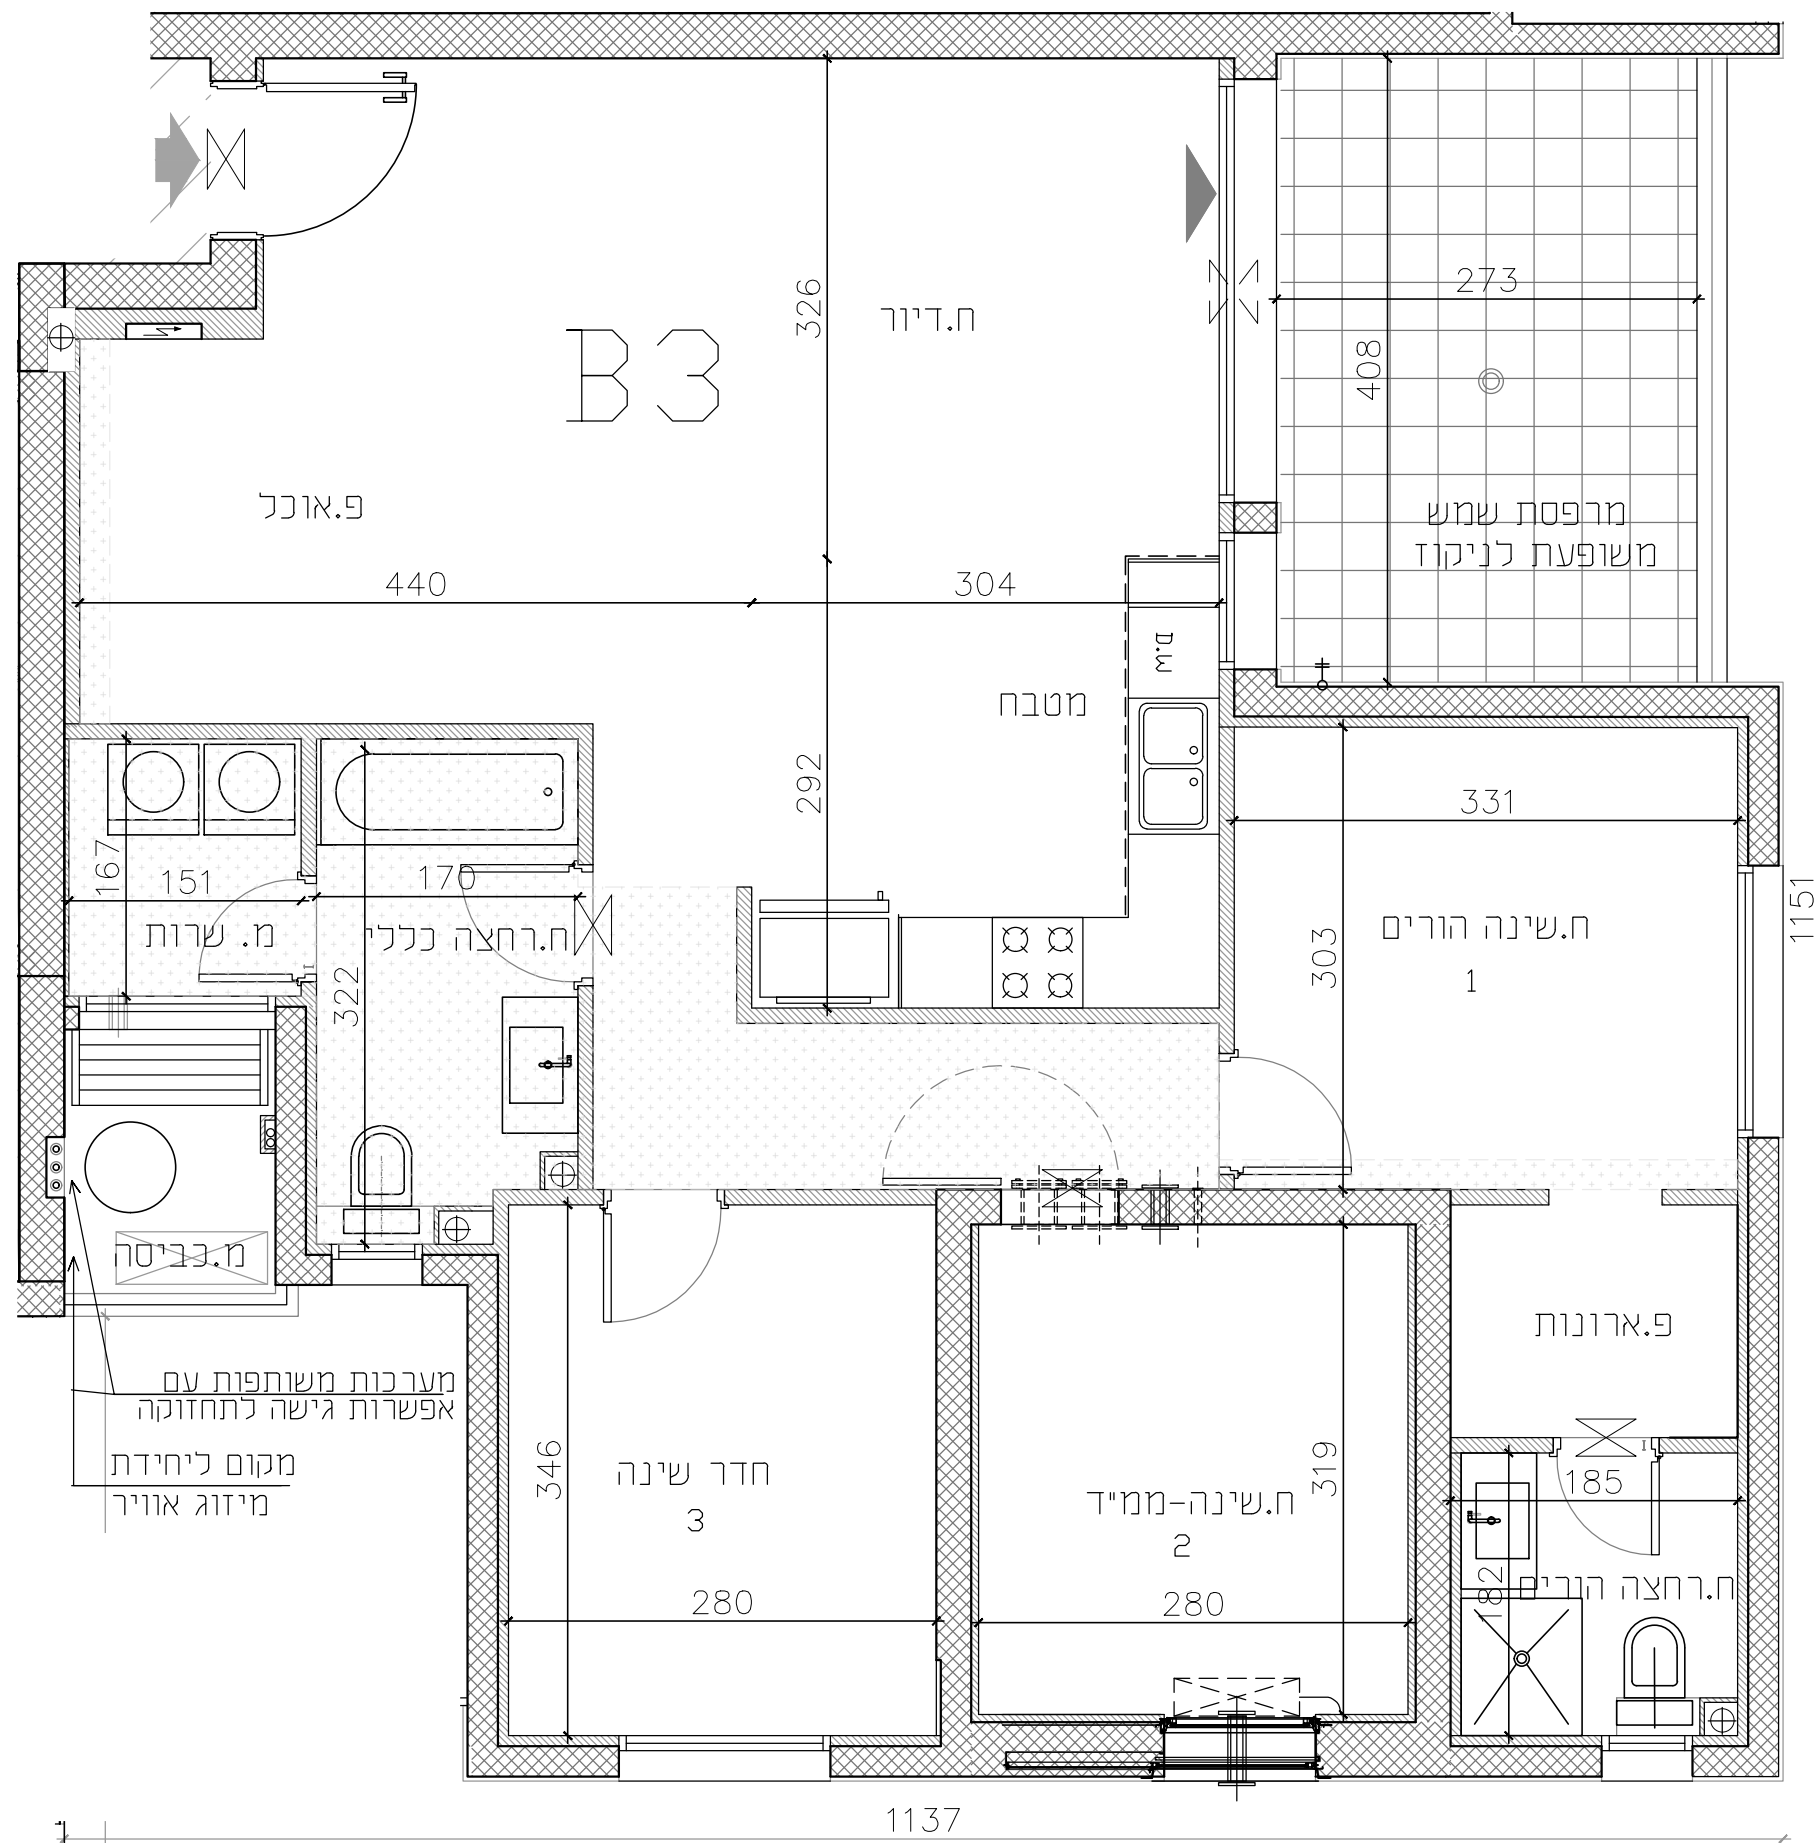 273
326
ח.דיור
B3
408
פ.אוכל
מרפסת שמש
משופעת לניקוז
440
304
ד.מ
מטבח
292
331
167
151
170
1151
מ. שרות
ח.רחצה כללי
ח.שינה הורים
1
303
322
מ.כביסה
פ.ארונות
מערכות משותפות עם
אפשרות גישה לתחזוקה
מקום ליחידת
מיזוג אוויר
346
חדר שינה
3
319
ח.שינה-ממ"ד
2
185
182
ח.רחצה הורים
280
280
1137